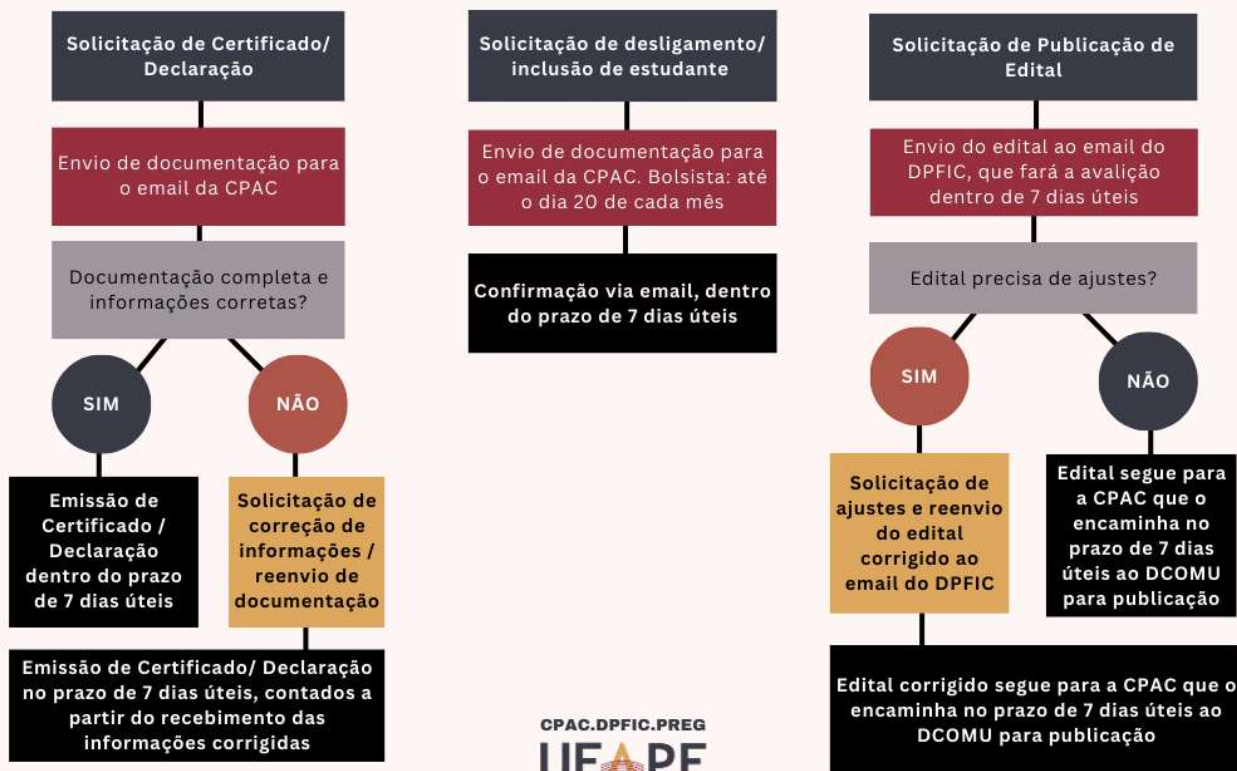 Solicitação de Certificado/
Declaração
Envio de documentação para
o email da CPAC
Documentação completa e
informações corretas?
SIM
NÃO
Emissão de
Certificado /
Declaração
dentro do prazo
de 7 dias úteis
Solicitação de
correção de
informações /
reenvio de
documentação
Emissão de Certificado/ Declaração
no prazo de 7 dias úteis, contados a
partir do recebimento das
informações corrigidas
Solicitação de desligamento/
inclusão de estudante
Envio de documentação para
o email da CPAC. Bolsista: até
o dia 20 de cada mês
Confirmação via email, dentro
do prazo de 7 dias úteis
Solicitação de Publicação de
Edital
Envio do edital ao email do
DPFIC, que fará a avalição
dentro de 7 dias úteis
Edital precisa de ajustes?
SIM
NÃO
Solicitação de
ajustes e reenvio
do edital
corrigido ao
email do DPFIC
Edital segue para
a CPAC que o
encaminha no
prazo de 7 dias
úteis ao DCOMU
para publicação
Edital corrigido segue para a CPAC que o
encaminha no prazo de 7 dias úteis ao
DCOMU para publicação
CPAC.DPFIC.PREG
UFAPE